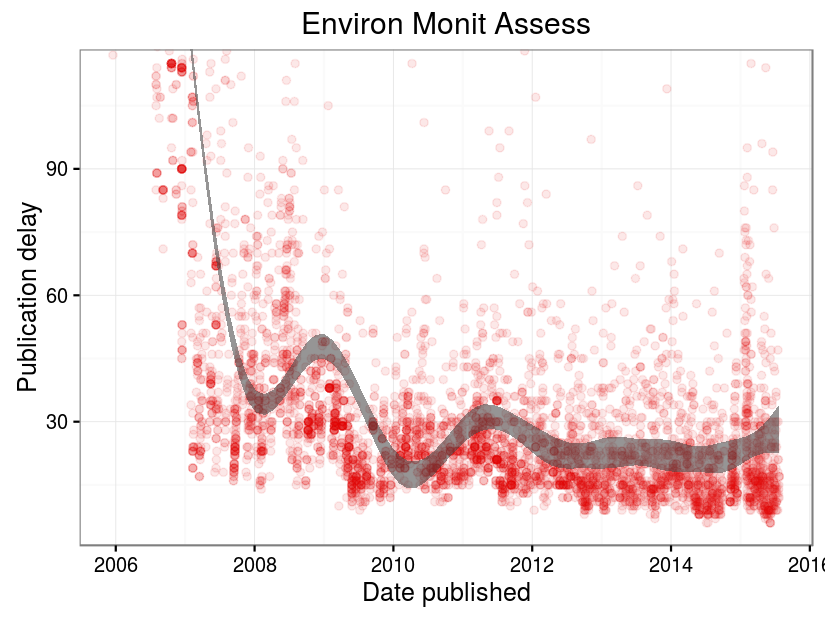 Environ Monit Assess
Publication delay
90
60
30
2006 2008 2010 2012 2014 2016
Date published